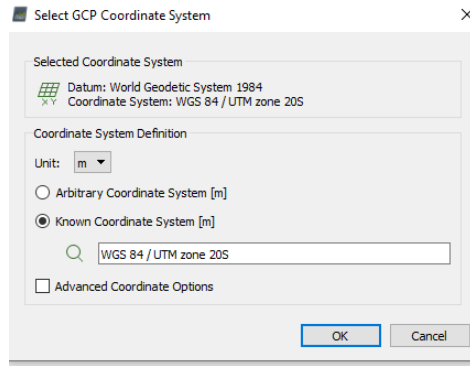 Select GCP Coordinate System
Selected Coordinate System
Datum: World Geodetic System 1984
Coordinate System: WGS 84 / UTM zone 20S
Coordinate System Definition
Unit: m
Arbitrary Coordinate System [m]
Known Coordinate System [m]
WGS 84 / UTM zone 20S
Advanced Coordinate Options
OK Cancel